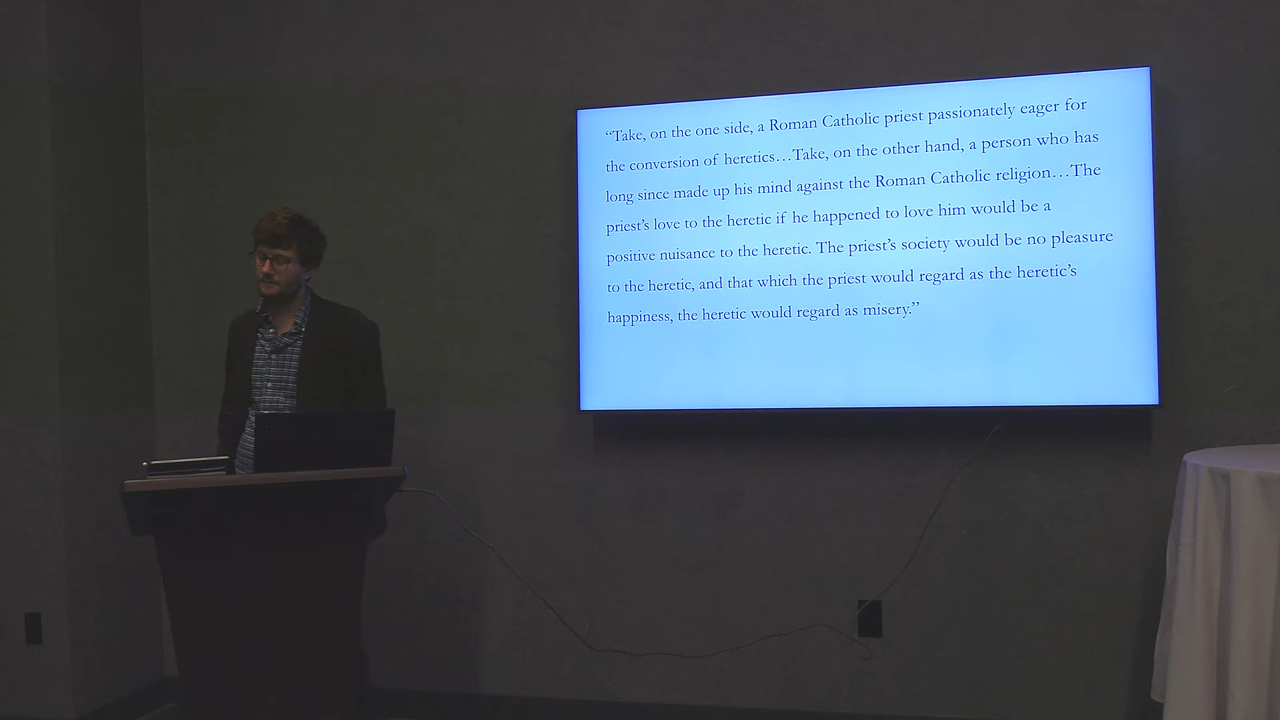 “Take, on the one side, a Roman Catholic priest passionately eager for
the conversion of heretics…Take, on the other hand, a person who has
long since made up his mind against the Roman Catholic religion…The
priest’s love to the heretic if he happened to love him would be a
positive nuisance to the heretic. The priest’s society would be no pleasure
to the heretic, and that which the priest would regard as the heretic’s
happiness, the heretic would regard as misery.”